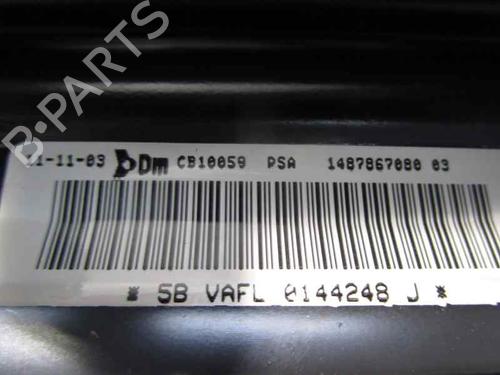 B-PARTS
11-11-03 Dm CB10059 PSA 1487867080 03
* 5B VAFL 0144248 J *